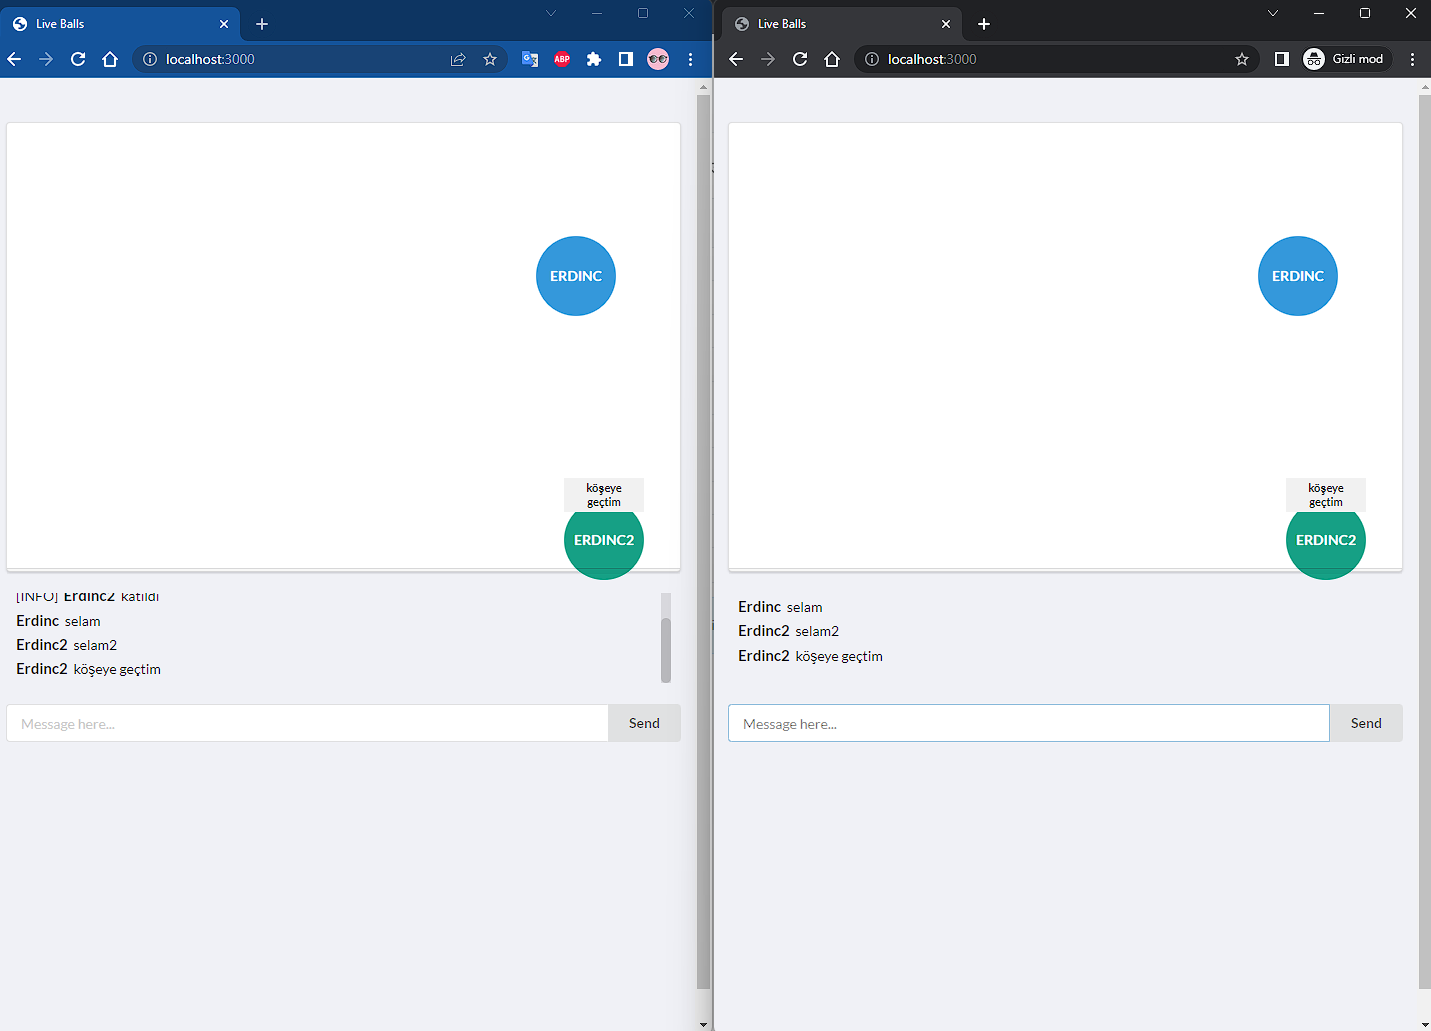 Live Balls
localhost:3000
ABP
ERDINC
köşeye
geçtim
ERDINC2
[INFO] Erdinc2 katıldı
Erdinc selam
Erdinc2 selam2
Erdinc2 köşeye geçtim
Message here...
Send
Live Balls
localhost:3000
Gizli mod
ERDINC
köşeye
geçtim
ERDINC2
Erdinc selam
Erdinc2 selam2
Erdinc2 köşeye geçtim
Message here...
Send